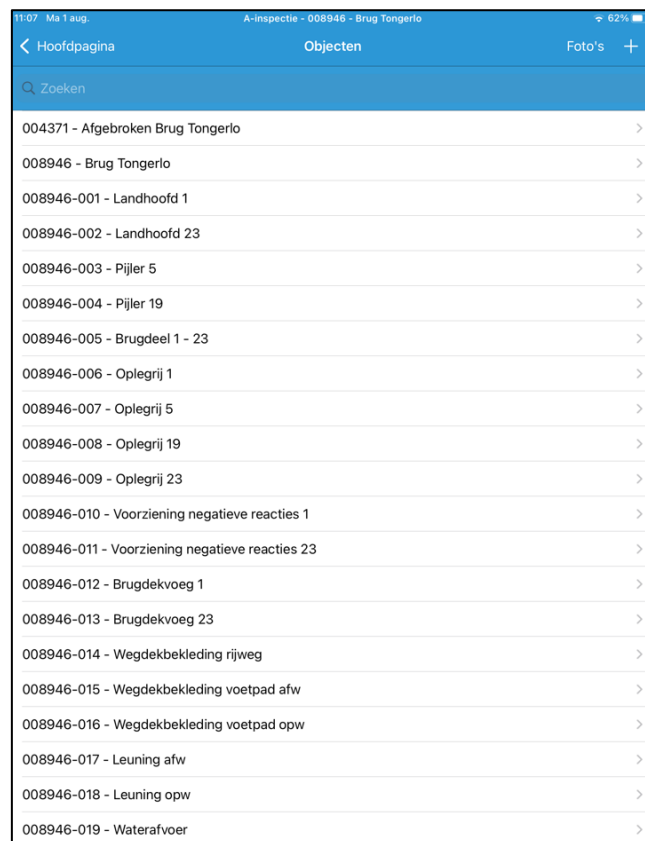 11:07 Ma 1 aug. A-inspectie - 008946 - Brug Tongerlo 62%
Hoofdpagina Objecten Foto's
Zoeken
004371 - Afgebroken Brug Tongerlo
008946 - Brug Tongerlo
008946-001 - Landhoofd 1
008946-002 - Landhoofd 23
008946-003 - Pijler 5
008946-004 - Pijler 19
008946-005 - Brugdeel 1 - 23
008946-006 - Oplegrij 1
008946-007 - Oplegrij 5
008946-008 - Oplegrij 19
008946-009 - Oplegrij 23
008946-010 - Voorziening negatieve reacties 1
008946-011 - Voorziening negatieve reacties 23
008946-012 - Brugdekvoeg 1
008946-013 - Brugdekvoeg 23
008946-014 - Wegdekbekleding rijweg
008946-015 - Wegdekbekleding voetpad afw
008946-016 - Wegdekbekleding voetpad opw
008946-017 - Leuning afw
008946-018 - Leuning opw
008946-019 - Waterafvoer